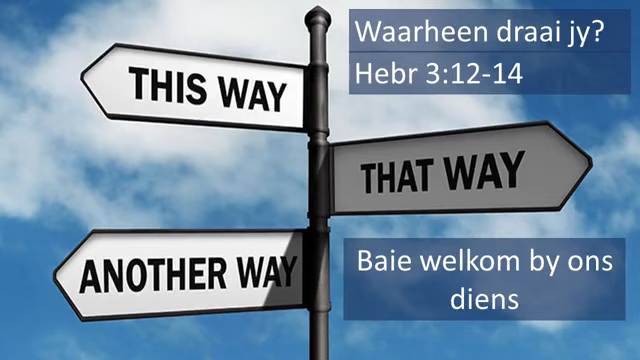 Waarheen draai jy?
Hebr 3:12-14
THIS WAY
THAT WAY
ANOTHER WAY
Baie welkom by ons
diens